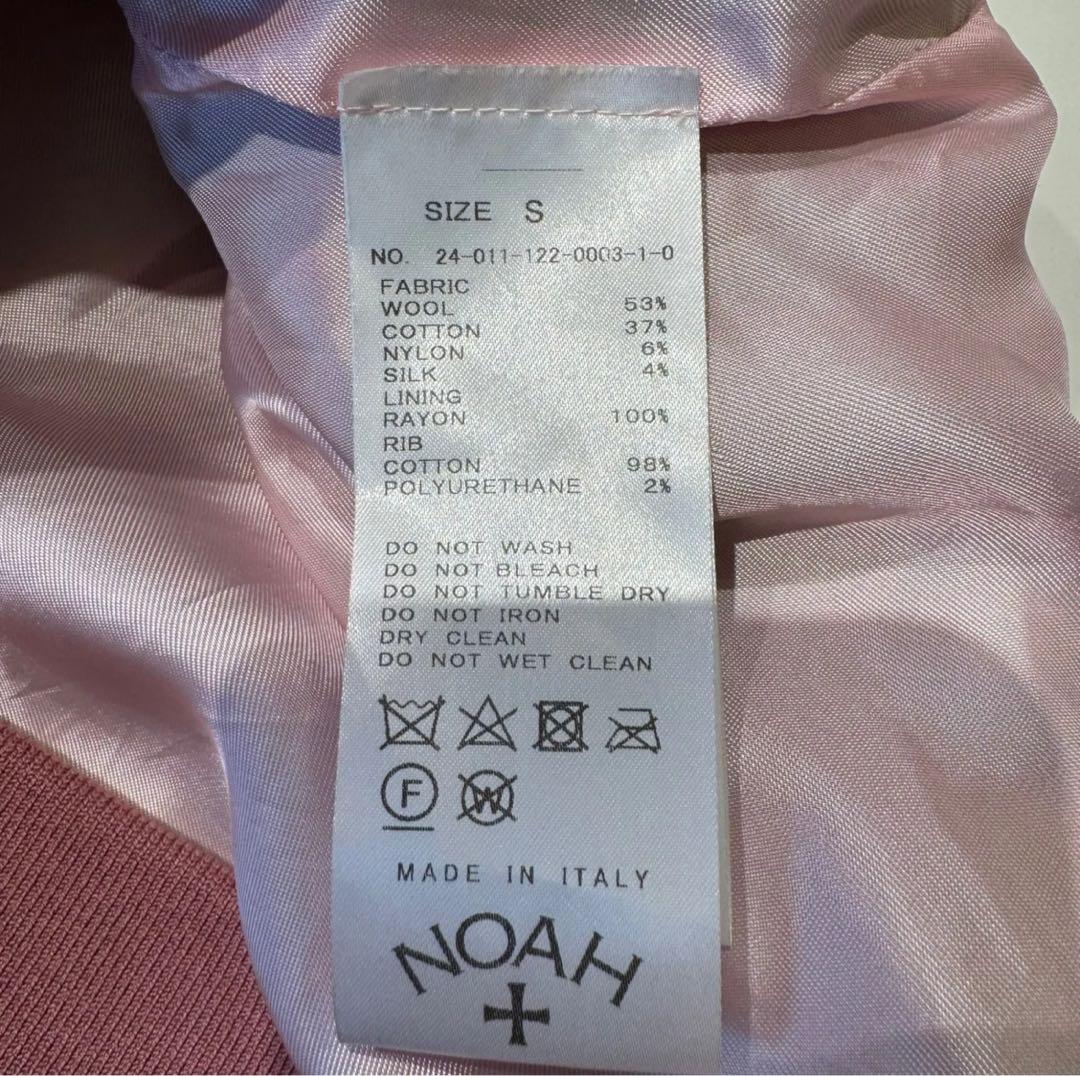 SIZE S
NO. 24-011-122-0003-1-0
FABRIC
WOOL 53%
COTTON 37%
NYLON 6%
SILK 4%
LINING
RAYON 100%
RIB
COTTON 98%
POLYURETHANE 2%
DO NOT WASH
DO NOT BLEACH
DO NOT TUMBLE DRY
DO NOT IRON
DRY CLEAN
DO NOT WET CLEAN
F W
MADE IN ITALY
NOAH